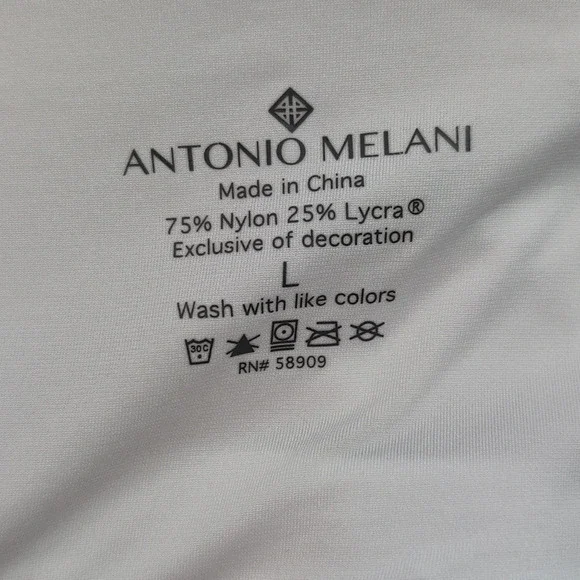 ANTONIO MELANI
Made in China
75% Nylon 25% Lycra®
Exclusive of decoration
L
Wash with like colors
30C
RN# 58909